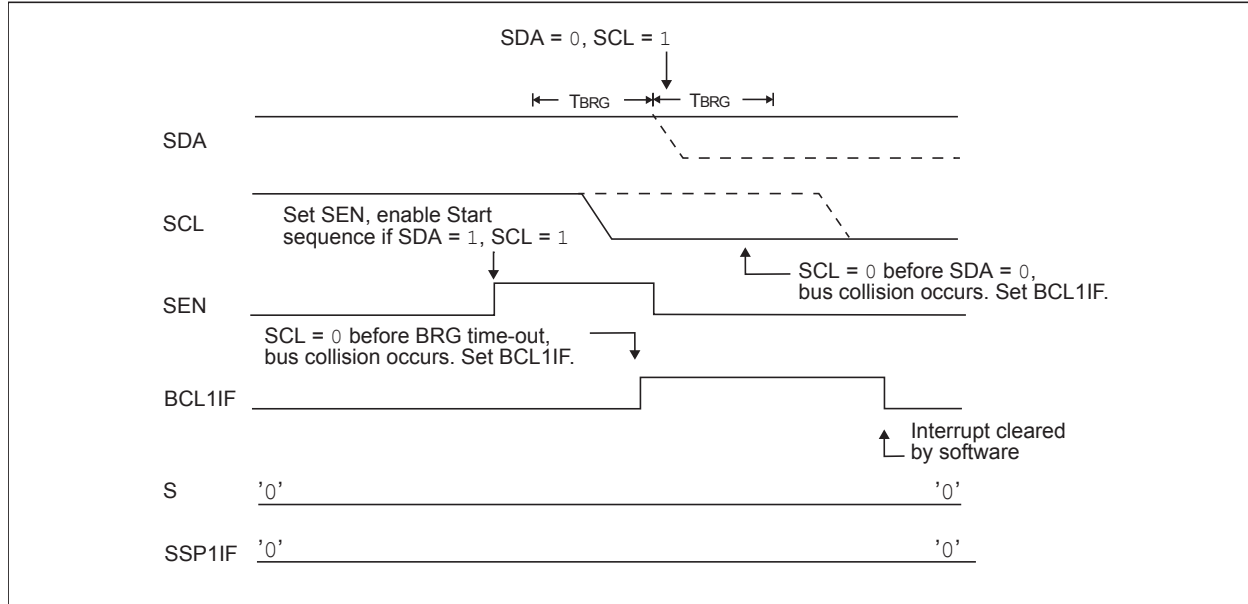 SDA = 0, SCL = 1
TBRG TBRG
SDA
SCL
Set SEN, enable Start
sequence if SDA = 1, SCL = 1
SCL = 0 before SDA = 0,
bus collision occurs. Set BCL1IF.
SEN
SCL = 0 before BRG time-out,
bus collision occurs. Set BCL1IF.
BCL1IF
Interrupt cleared
by software
S '0' '0'
SSP1IF '0' '0'